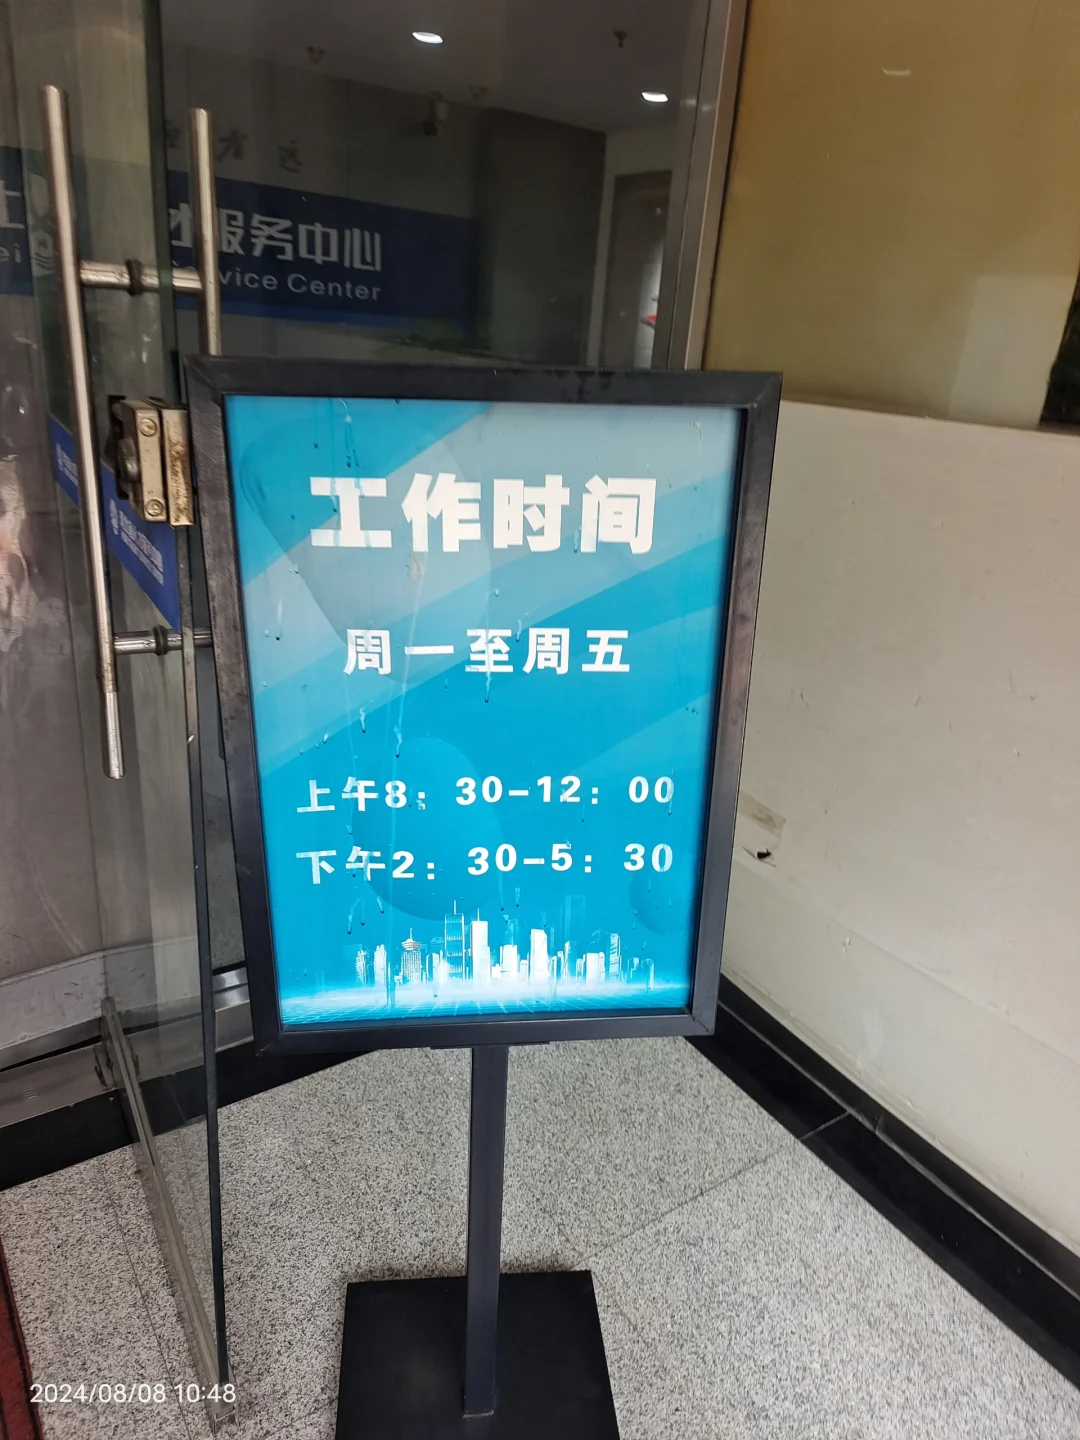 服务中心
vice Center
工作时间
周一至周五
上午8：30-12：00
下午2：30-5：30
2024/08/08 10:48